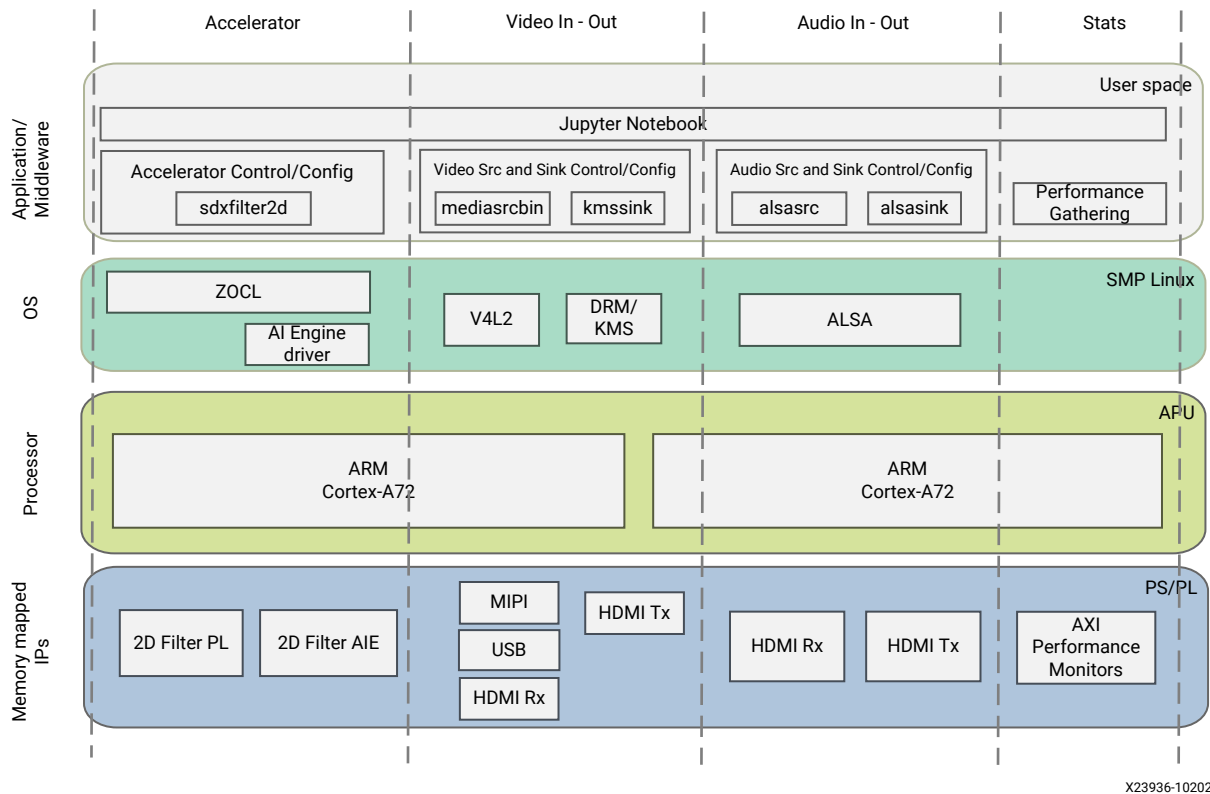 Accelerator
Video In - Out
Audio In - Out
Stats
Application/
Middleware
User space
Jupyter Notebook
Accelerator Control/Config
sdxfilter2d
Video Src and Sink Control/Config
mediasrcbin
kmssink
Audio Src and Sink Control/Config
alsasrc
alsasink
Performance
Gathering
OS
SMP Linux
ZOCL
AI Engine
driver
V4L2
DRM/
KMS
ALSA
Processor
APU
ARM
Cortex-A72
ARM
Cortex-A72
Memory mapped
IPs
PS/PL
2D Filter PL
2D Filter AIE
MIPI
USB
HDMI Rx
HDMI Tx
HDMI Rx
HDMI Tx
AXI
Performance
Monitors
X23936-10202